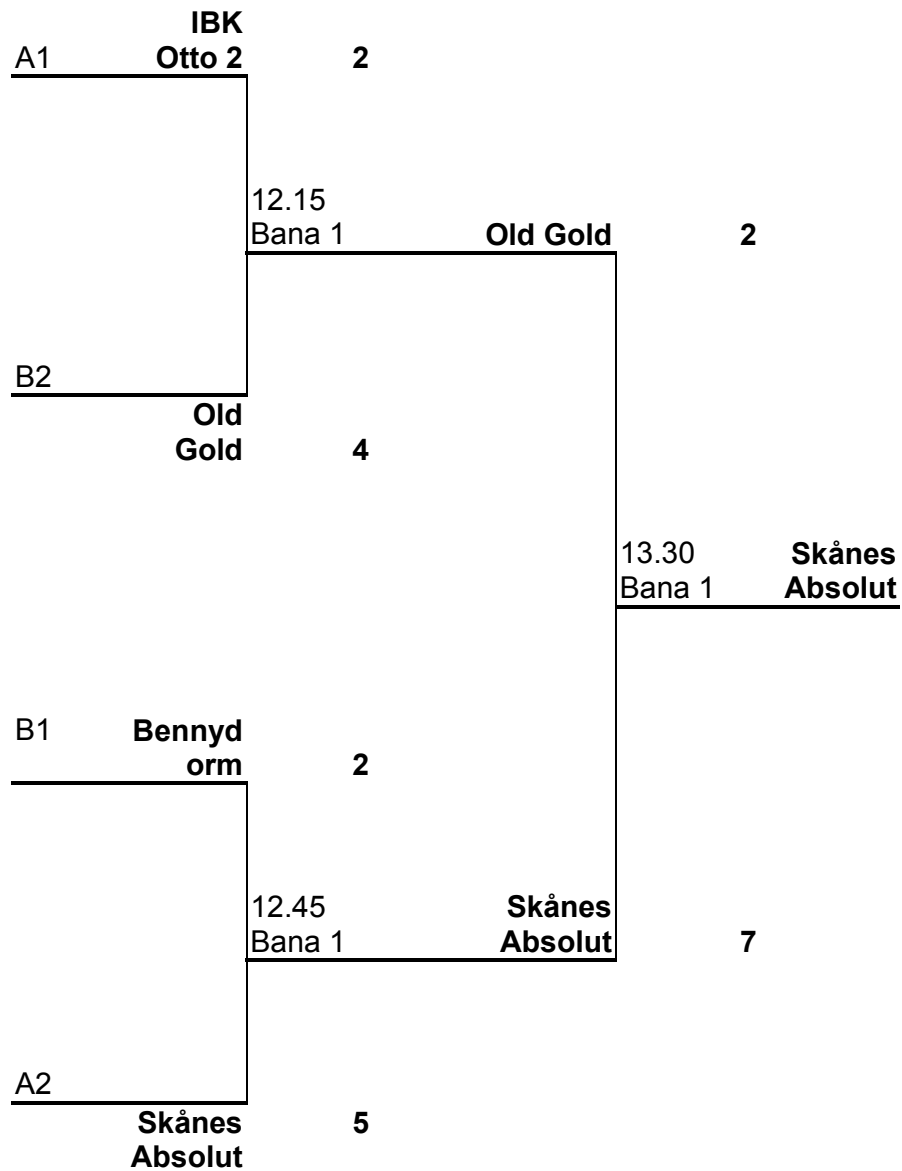 IBK
A1 Otto 2 2
12.15
Bana 1 Old Gold 2
B2
Old
Gold 4
13.30 Skånes
Bana 1 Absolut
B1 Bennyd
orm 2
12.45 Skånes
Bana 1 Absolut 7
A2
Skånes 5
Absolut